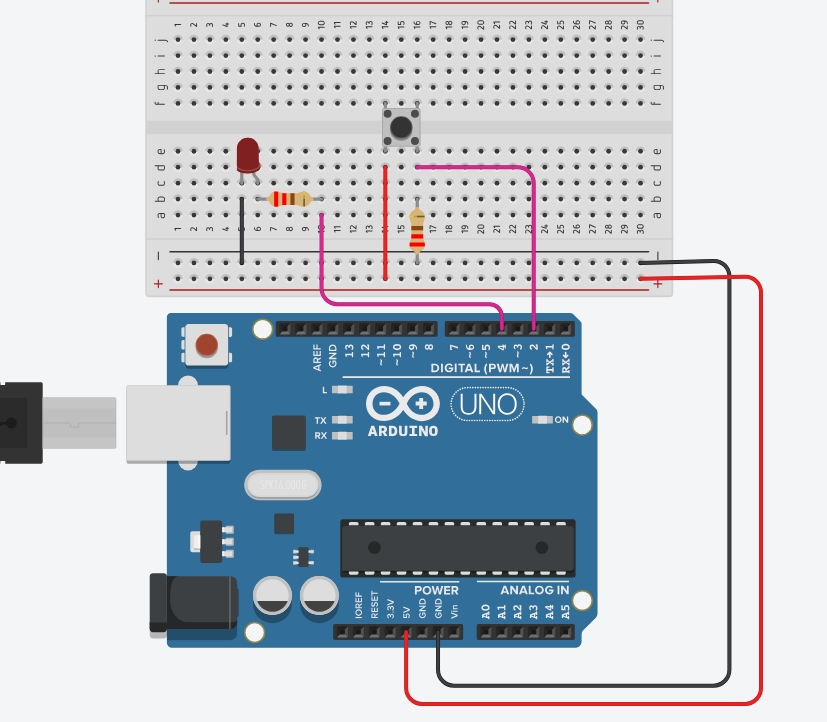 1 2 3 4 5 6 7 8 9 10 11 12 13 14 15 16 17 18 19 20 21 22 23 24 25 26 27 28 29 30
j j
i i
h h
g g
f f
e e
d d
c c
b b
a a
1 2 3 4 5 6 7 8 9 10 11 12 13 14 15 16 17 18 19 20 21 22 23 24 25 26 27 28 29 30
− −
+ +
AREF GND 13 12 ~11 ~10 ~9 8 7 ~6 ~5 4 ~3 2 TX→1 RX←0
DIGITAL (PWM~)
L
TX
RX
ARDUINO
UNO
ON
SPK16.000G
POWER ANALOG IN
IOREF RESET 3.3V 5V GND GND Vin A0 A1 A2 A3 A4 A5